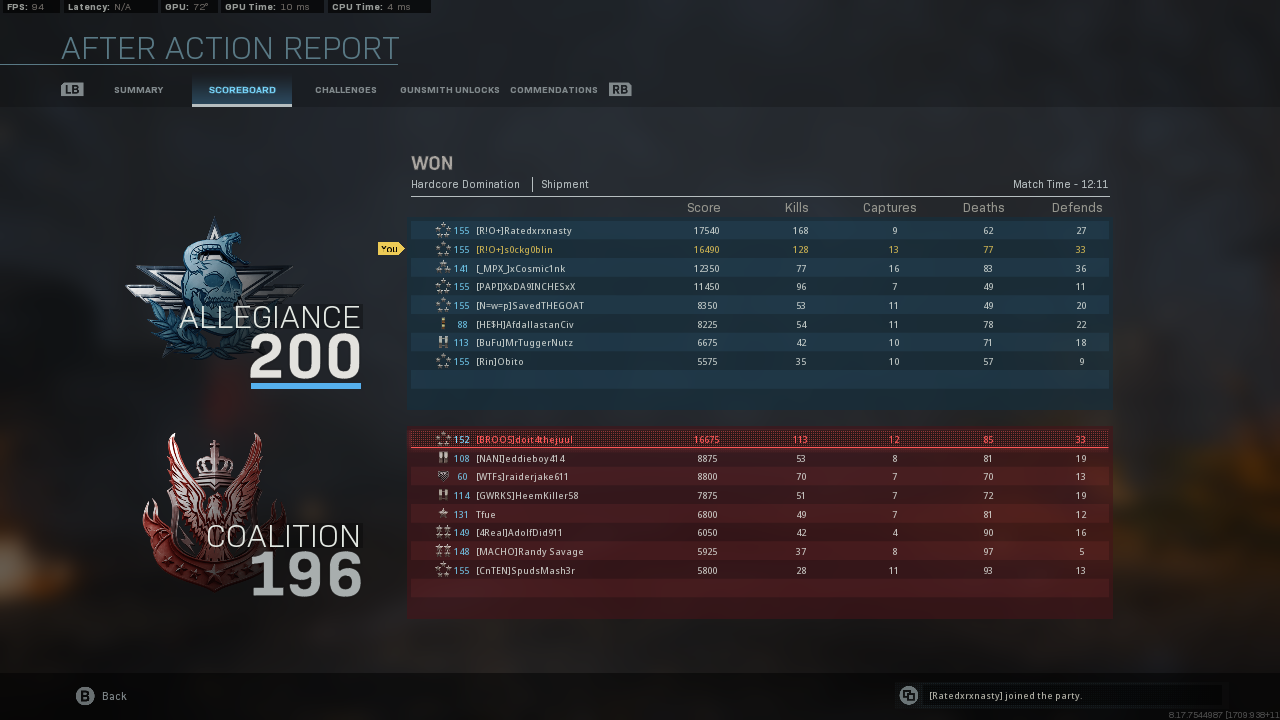 FPS: 94 Latency: N/A GPU: 72° GPU Time: 10 ms CPU Time: 4 ms
AFTER ACTION REPORT
LB SUMMARY SCOREBOARD CHALLENGES GUNSMITH UNLOCKS COMMENDATIONS RB
WON
Hardcore Domination Shipment Match Time - 12:11
Score Kills Captures Deaths Defends
155 [R!O+]Ratedxrxnasty 17540 168 9 62 27
You 155 [R!O+]s0ckg0blin 16490 128 13 77 33
141 [_MPX_]xCosmic1nk 12350 77 16 83 36
155 [PAPI]XxDA9INCHESxX 11450 96 7 49 11
155 [N=w=p]SavedTHEGOAT 8350 53 11 49 20
88 [HE$H]AfdallastanCiv 8225 54 11 78 22
113 [BuFu]MrTuggerNutz 6675 42 10 71 18
155 [Rin]Obito 5575 35 10 57 9
ALLEGIANCE
200
152 [BROOS]doit4thejuul 16675 113 12 85 33
108 [NANI]eddieboy414 8875 53 8 81 19
60 [WTFs]raiderjake611 8800 70 7 70 13
114 [GWRKS]HeemKiller58 7875 51 7 72 19
131 Tfue 6800 49 7 81 12
149 [4Real]AdolfDid911 6050 42 4 90 16
148 [MACHO]Randy Savage 5925 37 8 97 5
155 [CnTEN]SpudsMash3r 5800 28 11 93 13
COALITION
196
B Back
[Ratedxrxnasty] joined the party.